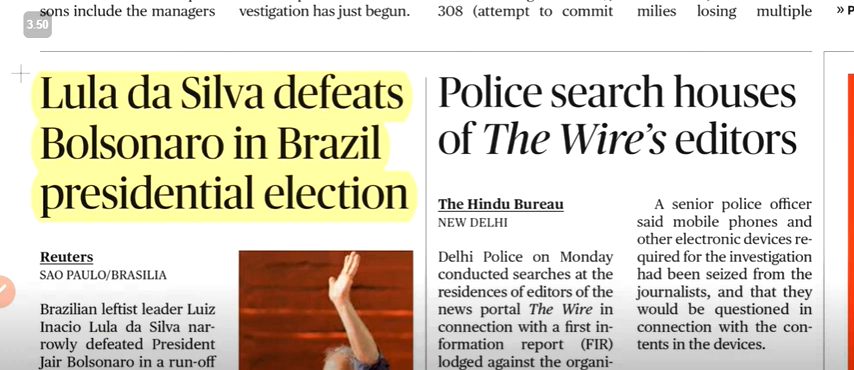 sons include the managers
vestigation has just begun.
308 (attempt to commit
milies losing multiple
» P
3.50
Lula da Silva defeats
Bolsonaro in Brazil
presidential election
Reuters
SAO PAULO/BRASILIA
Brazilian leftist leader Luiz
Inacio Lula da Silva nar-
rowly defeated President
Jair Bolsonaro in a run-off
Police search houses
of The Wire's editors
The Hindu Bureau
NEW DELHI
Delhi Police on Monday
conducted searches at the
residences of editors of the
news portal The Wire in
connection with a first in-
formation report (FIR)
lodged against the organi-
A senior police officer
said mobile phones and
other electronic devices re-
quired for the investigation
had been seized from the
journalists, and that they
would be questioned in
connection with the con-
tents in the devices.